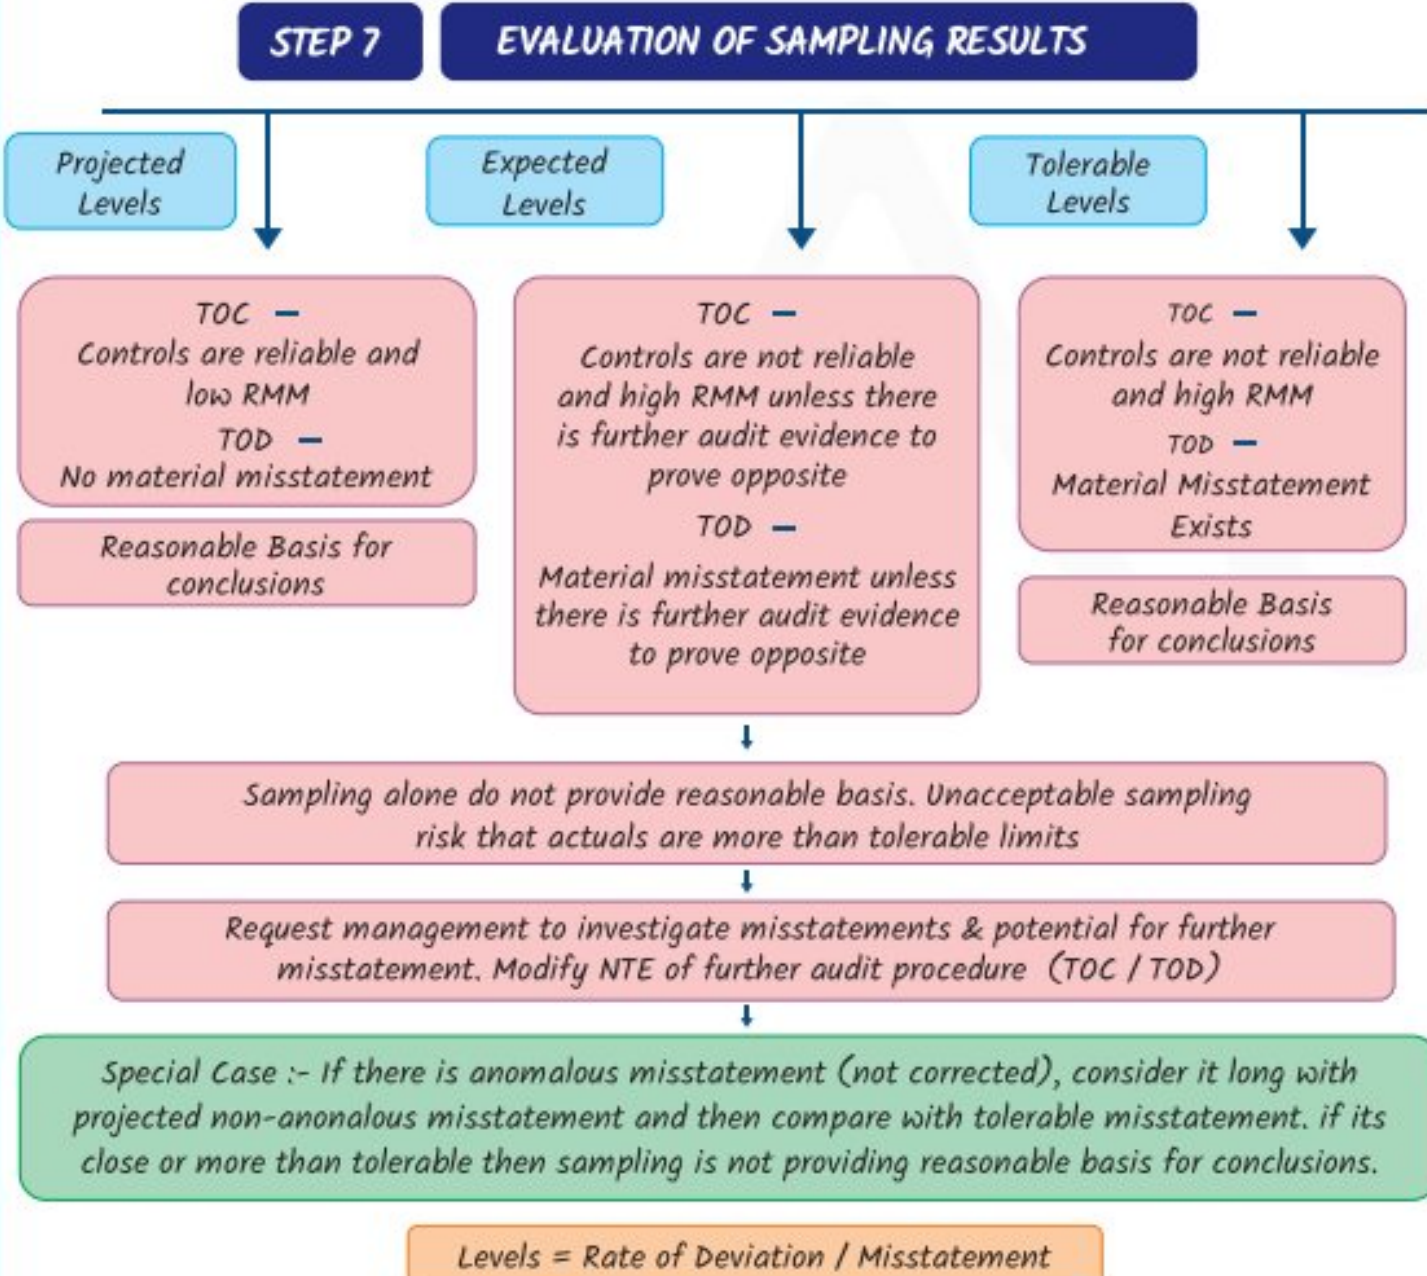 STEP 7
EVALUATION OF SAMPLING RESULTS
Projected
Levels
Expected
Levels
Tolerable
Levels
TOC –
Controls are reliable and
low RMM
TOD –
No material misstatement
Reasonable Basis for
conclusions
TOC –
Controls are not reliable
and high RMM unless there
is further audit evidence to
prove opposite
TOD –
Material misstatement unless
there is further audit evidence
to prove opposite
TOC –
Controls are not reliable
and high RMM
TOD –
Material Misstatement
Exists
Reasonable Basis
for conclusions
Sampling alone do not provide reasonable basis. Unacceptable sampling
risk that actuals are more than tolerable limits
Request management to investigate misstatements & potential for further
misstatement. Modify NTE of further audit procedure (TOC / TOD)
Special Case :- If there is anomalous misstatement (not corrected), consider it long with
projected non-anonalous misstatement and then compare with tolerable misstatement. if its
close or more than tolerable then sampling is not providing reasonable basis for conclusions.
Levels = Rate of Deviation / Misstatement